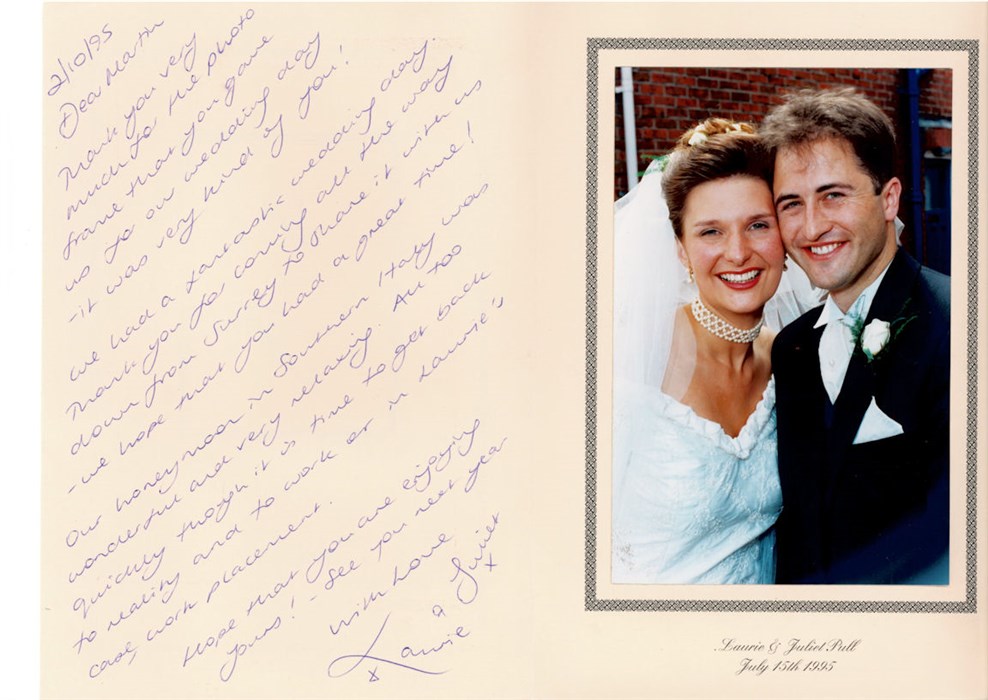 2/10/95
Dear Martin
Thank you very
much for the photo
frame that you gave
us for our wedding day
-it was very kind of you!
We had a fantastic wedding day.
Thank you for coming all the way
down from Surrey to share it with us
- we hope that you had a great time!
Our honeymoon in Southern Italy was
wonderful and very relaxing. All too
quickly though it is time to get back
to reality and to work or in Laurie's
case, work placement.
Hope that you are enjoying
yours! - See you next year
with love
Laurie & Juliet
x x
Laurie & Juliet Pull
July 15th 1995